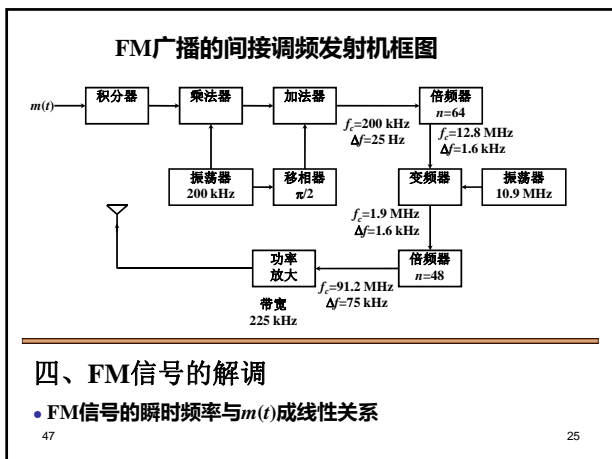 FM广播的间接调频发射机框图
m(t)
积分器
乘法器
加法器
倍频器
n=64
fc=200 kHz
Δf=25 Hz
fc=12.8 MHz
Δf=1.6 kHz
振荡器
200 kHz
移相器
π/2
变频器
振荡器
10.9 MHz
fc=1.9 MHz
Δf=1.6 kHz
功率
放大
倍频器
n=48
fc=91.2 MHz
Δf=75 kHz
带宽
225 kHz
四、FM信号的解调
• FM信号的瞬时频率与m(t)成线性关系
47
25